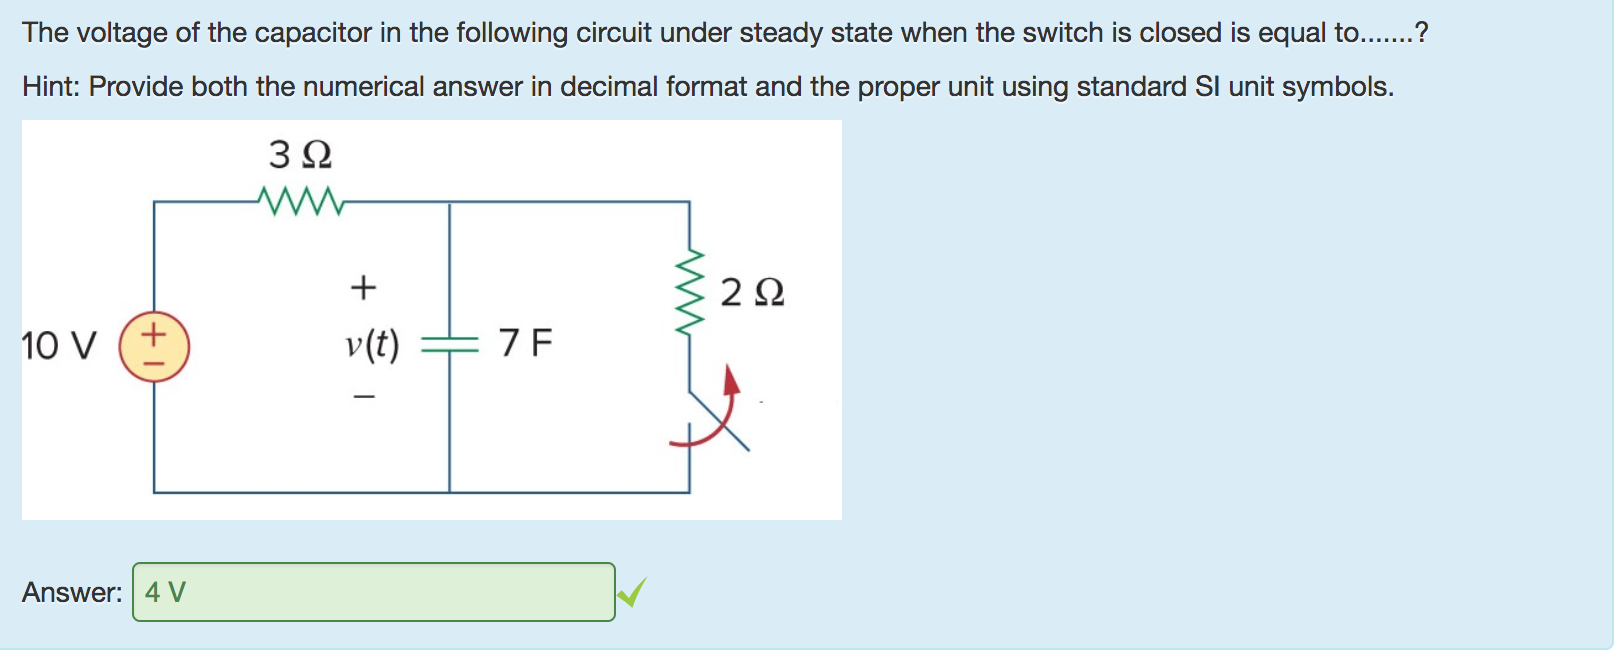 The voltage of the capacitor in the following circuit under steady state when the switch is closed is equal to.......?
Hint: Provide both the numerical answer in decimal format and the proper unit using standard SI unit symbols.
3 Ω
+
2 Ω
10 V
+
−
v(t)
7 F
−
Answer: 4 V